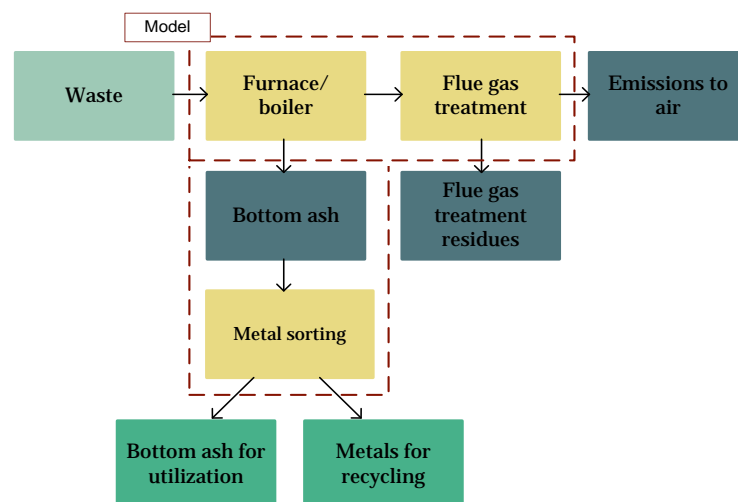 Model
Waste
Furnace/
boiler
Flue gas
treatment
Emissions to
air
Bottom ash
Flue gas
treatment
residues
Metal sorting
Bottom ash for
utilization
Metals for
recycling